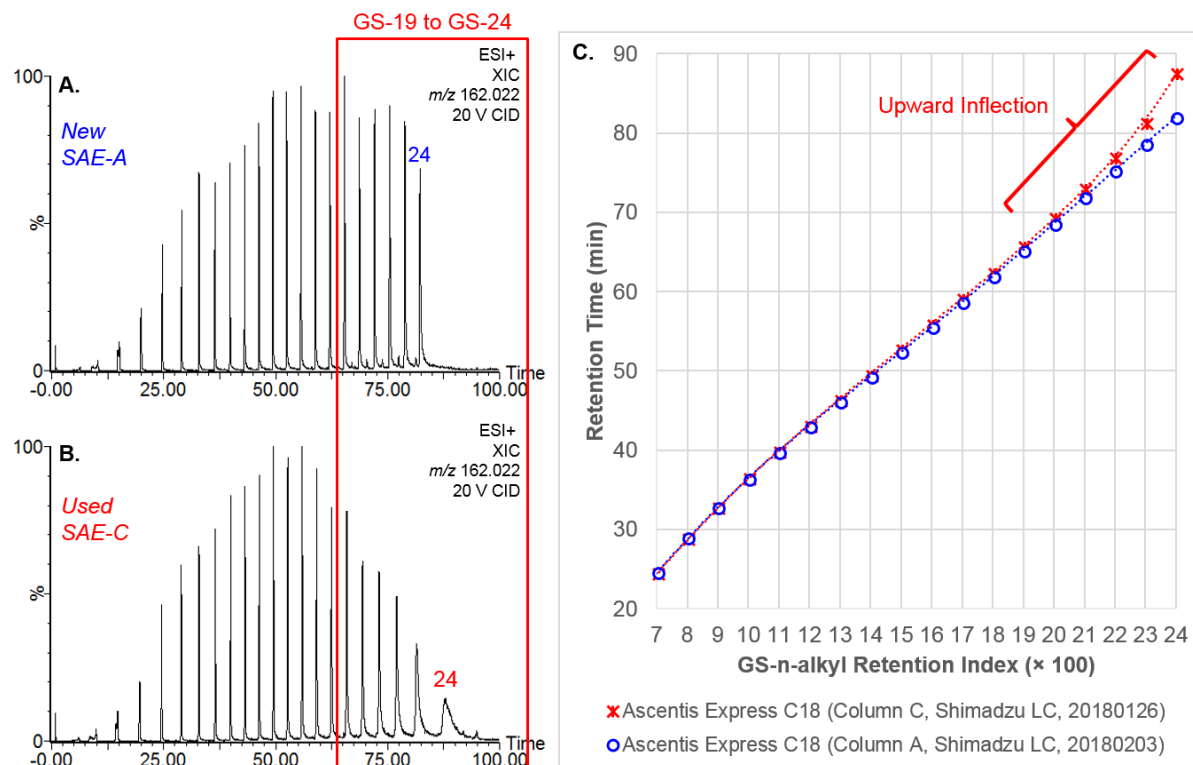 GS-19 to GS-24
A.
ESI+
XIC
m/z 162.022
20 V CID
New
SAE-A
24
100
%
0
-0.00 25.00 50.00 75.00 100.00
Time
B.
ESI+
XIC
m/z 162.022
20 V CID
Used
SAE-C
24
100
%
0
-0.00 25.00 50.00 75.00 100.00
Time
C.
Upward Inflection
Retention Time (min)
90
80
70
60
50
40
30
20
7 8 9 10 11 12 13 14 15 16 17 18 19 20 21 22 23 24
GS-n-alkyl Retention Index (× 100)
Ascentis Express C18 (Column C, Shimadzu LC, 20180126)
Ascentis Express C18 (Column A, Shimadzu LC, 20180203)